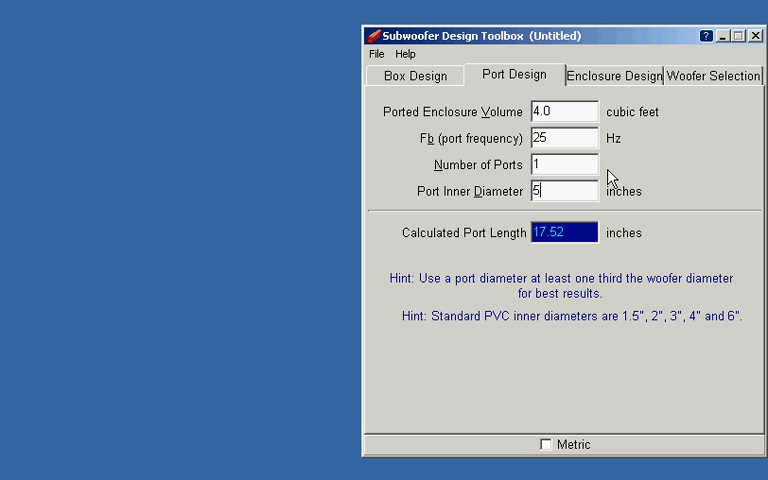 Subwoofer Design Toolbox (Untitled)
File Help
Box Design Port Design Enclosure Design Woofer Selection
Ported Enclosure Volume 4.0 cubic feet
Fb (port frequency) 25 Hz
Number of Ports 1
Port Inner Diameter 5 inches
Calculated Port Length 17.52 inches
Hint: Use a port diameter at least one third the woofer diameter
for best results.
Hint: Standard PVC inner diameters are 1.5", 2", 3", 4" and 6".
Metric